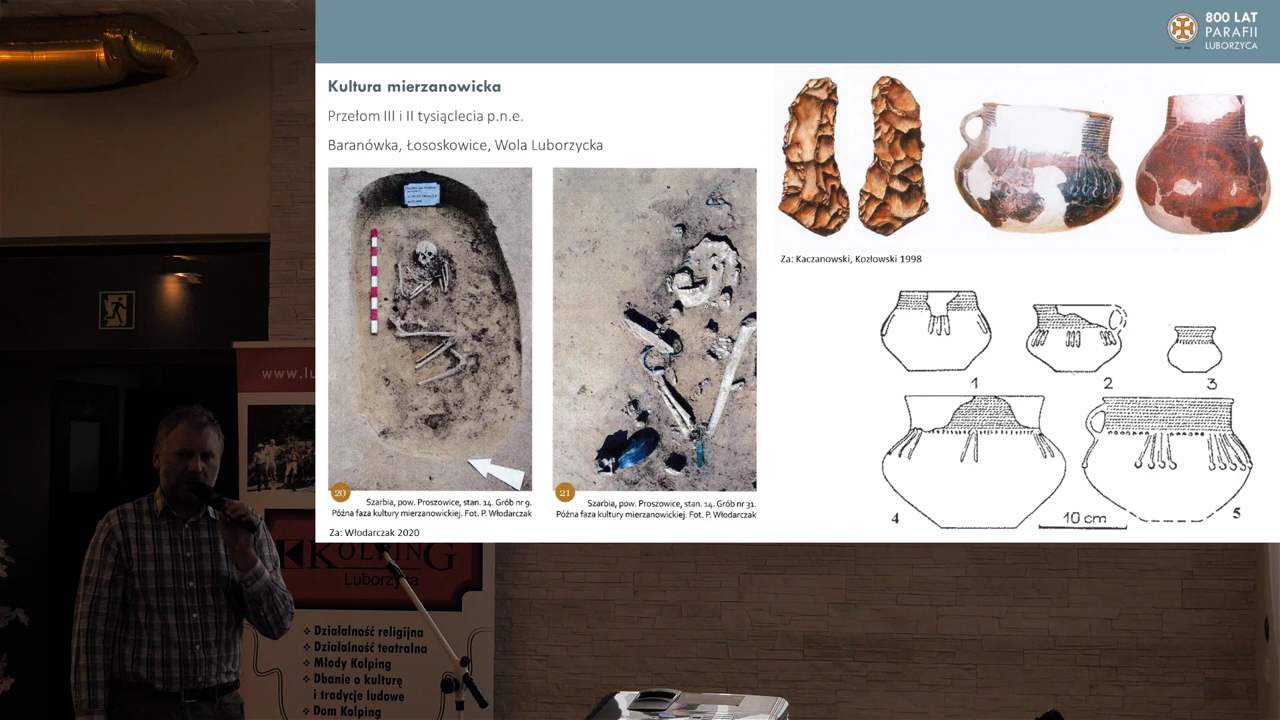 800 LAT
PARAFII
LUBORZYCA
Kultura mierzanowicka
Przełom III i II tysiąclecia p.n.e.
Baranówka, Łososkowice, Wola Luborzycka
Za: Kaczanowski, Kozłowski 1998
1
2
3
4
10 cm
5
20
Szarbia, pow. Proszowice, stan. 14. Grób nr 9.
Późna faza kultury mierzanowickiej. Fot. P. Włodarczak
21
Szarbia, pow. Proszowice, stan. 14. Grób nr 31.
Późna faza kultury mierzanowickiej. Fot. P. Włodarczak
Za: Włodarczak 2020
www.lu
KOLPING
Luborzyca
❖ Działalność religijna
❖ Działalność teatralna
❖ Młody Kolping
❖ Dbanie o kulturę
i tradycje ludowe
❖ Dom Kolping